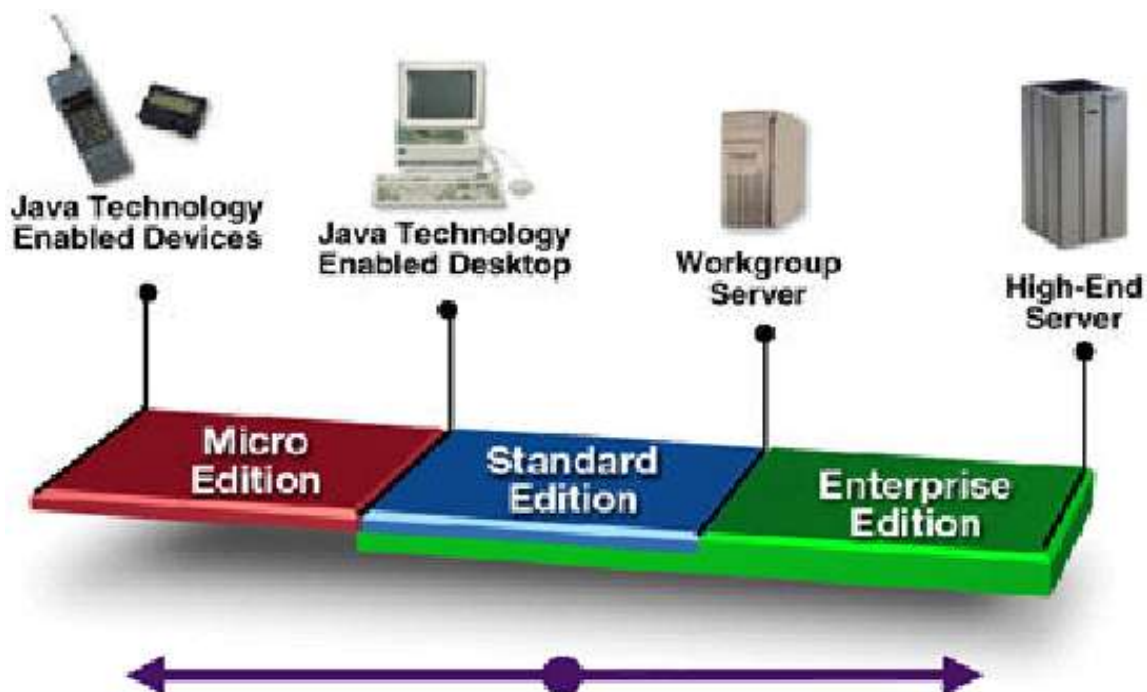 Java Technology
Enabled Devices
Java Technology
Enabled Desktop
Workgroup
Server
High-End
Server
Micro
Edition
Standard
Edition
Enterprise
Edition